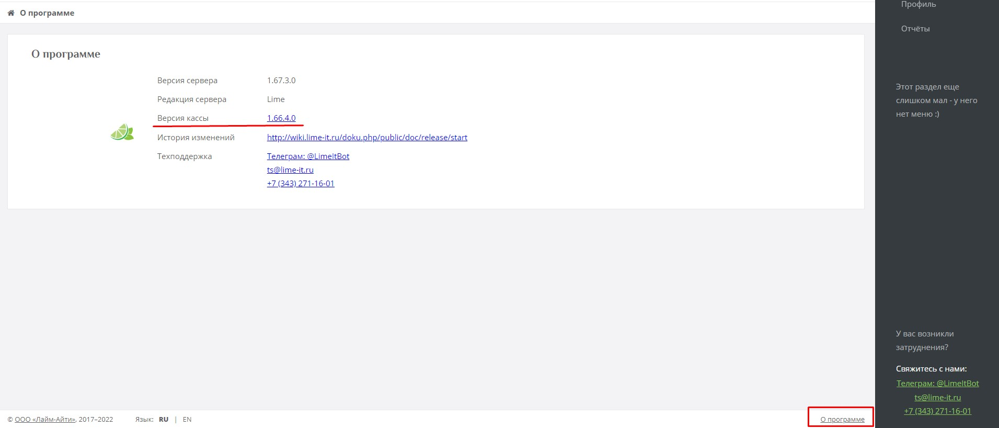 О программе
О программе
Версия сервера 1.67.3.0
Редакция сервера Lime
Версия кассы 1.66.4.0
История изменений http://wiki.lime-it.ru/doku.php/public/doc/release/start
Техподдержка Телеграм: @LimeItBot
ts@lime-it.ru
+7 (343) 271-16-01
© ООО «Лайм-Айти», 2017–2022 Язык: RU | EN
О программе
Профиль
Отчёты
Этот раздел еще
слишком мал - у него
нет меню :)
У вас возникли
затруднения?
Свяжитесь с нами:
Телеграм: @LimeItBot
ts@lime-it.ru
+7 (343) 271-16-01